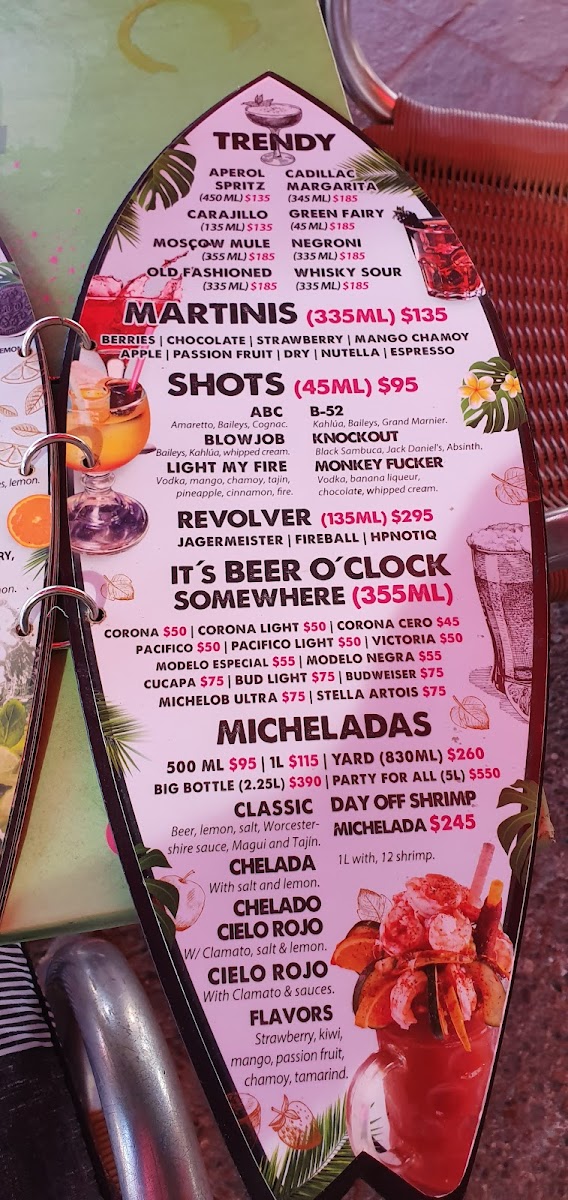 TRENDY
APEROL SPRITZ
(450 ML) $135
CADILLAC MARGARITA
(345 ML) $185
CARAJILLO
(135 ML) $135
GREEN FAIRY
(45 ML) $185
MOSCOW MULE
(355 ML) $185
NEGRONI
(335 ML) $185
OLD FASHIONED
(335 ML) $185
WHISKY SOUR
(335 ML) $185
MARTINIS (335ML) $135
BERRIES | CHOCOLATE | STRAWBERRY | MANGO CHAMOY
APPLE | PASSION FRUIT | DRY | NUTELLA | ESPRESSO
SHOTS (45ML) $95
ABC
Amaretto, Baileys, Cognac.
B-52
Kahlúa, Baileys, Grand Marnier.
BLOWJOB
Baileys, Kahlúa, whipped cream.
KNOCKOUT
Black Sambuca, Jack Daniel's, Absinth.
LIGHT MY FIRE
Vodka, mango, chamoy, tajin,
pineapple, cinnamon, fire.
MONKEY FUCKER
Vodka, banana liqueur,
chocolate, whipped cream.
REVOLVER (135ML) $295
JAGERMEISTER | FIREBALL | HPNOTIQ
IT´S BEER O´CLOCK
SOMEWHERE (355ML)
CORONA $50 | CORONA LIGHT $50 | CORONA CERO $45
PACIFICO $50 | PACIFICO LIGHT $50 | VICTORIA $50
MODELO ESPECIAL $55 | MODELO NEGRA $55
CUCAPA $75 | BUD LIGHT $75 | BUDWEISER $75
MICHELOB ULTRA $75 | STELLA ARTOIS $75
MICHELADAS
500 ML $95 | 1L $115 | YARD (830ML) $260
BIG BOTTLE (2.25L) $390 | PARTY FOR ALL (5L) $550
CLASSIC
Beer, lemon, salt, Worcester-
shire sauce, Magui and Tajín.
CHELADA
With salt and lemon.
CHELADO
CIELO ROJO
W/ Clamato, salt & lemon.
CIELO ROJO
With Clamato & sauces.
FLAVORS
Strawberry, kiwi,
mango, passion fruit,
chamoy, tamarind.
DAY OFF SHRIMP
MICHELADA $245
1L with, 12 shrimp.
lemon.
RY,